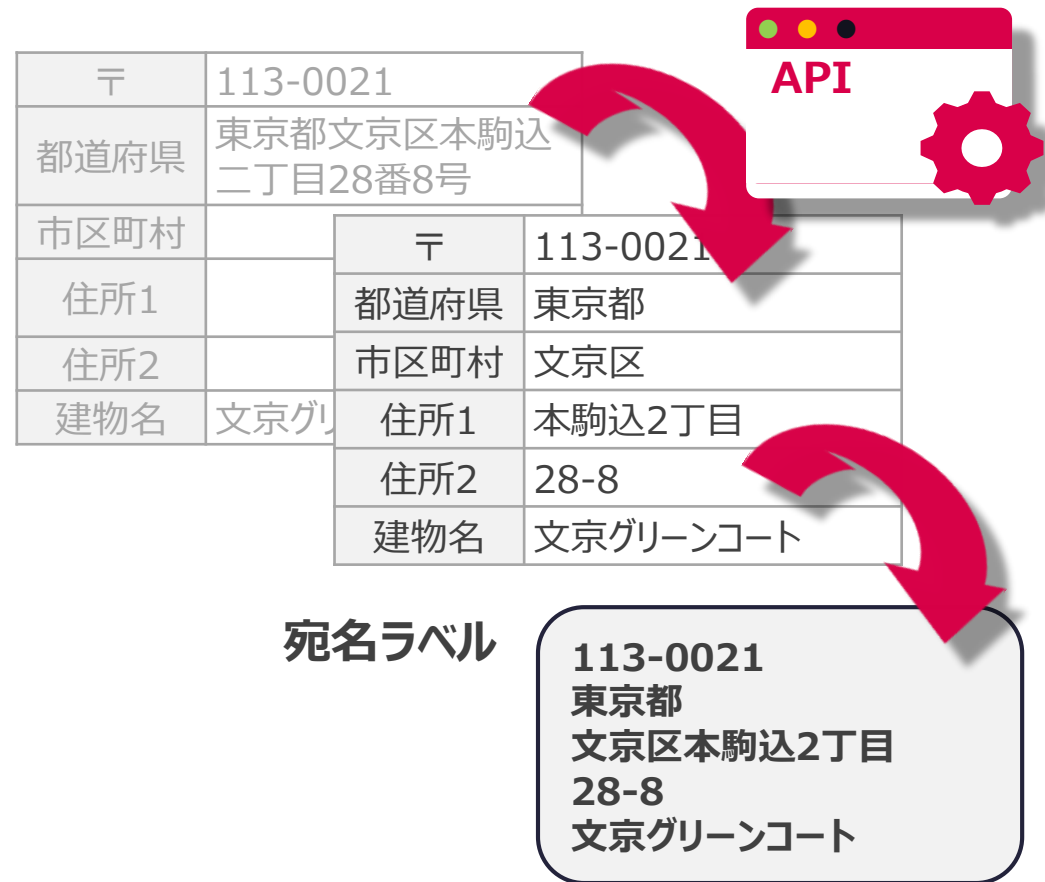 API
〒 113-0021
都道府県 東京都文京区本駒込
二丁目28番8号
市区町村
住所1
住所2
建物名 文京グリ
〒 113-0021
都道府県 東京都
市区町村 文京区
住所1 本駒込2丁目
住所2 28-8
建物名 文京グリーンコート
宛名ラベル
113-0021
東京都
文京区本駒込2丁目
28-8
文京グリーンコート